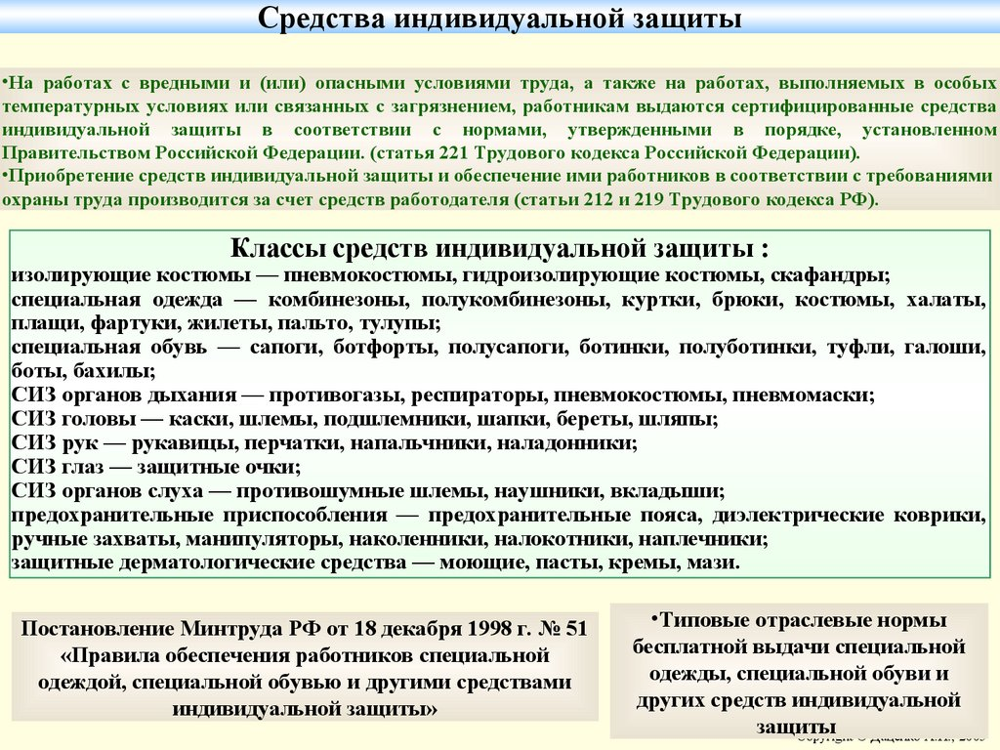 Средства индивидуальной защиты
•На работах с вредными и (или) опасными условиями труда, а также на работах, выполняемых в особых
температурных условиях или связанных с загрязнением, работникам выдаются сертифицированные средства
индивидуальной защиты в соответствии с нормами, утвержденными в порядке, установленном
Правительством Российской Федерации. (статья 221 Трудового кодекса Российской Федерации).
•Приобретение средств индивидуальной защиты и обеспечение ими работников в соответствии с требованиями
охраны труда производится за счет средств работодателя (статьи 212 и 219 Трудового кодекса РФ).
Классы средств индивидуальной защиты :
изолирующие костюмы — пневмокостюмы, гидроизолирующие костюмы, скафандры;
специальная одежда — комбинезоны, полукомбинезоны, куртки, брюки, костюмы, халаты,
плащи, фартуки, жилеты, пальто, тулупы;
специальная обувь — сапоги, ботфорты, полусапоги, ботинки, полуботинки, туфли, галоши,
боты, бахилы;
СИЗ органов дыхания — противогазы, респираторы, пневмокостюмы, пневмомаски;
СИЗ головы — каски, шлемы, подшлемники, шапки, береты, шляпы;
СИЗ рук — рукавицы, перчатки, напальчники, наладонники;
СИЗ глаз — защитные очки;
СИЗ органов слуха — противошумные шлемы, наушники, вкладыши;
предохранительные приспособления — предохранительные пояса, диэлектрические коврики,
ручные захваты, манипуляторы, наколенники, налокотники, наплечники;
защитные дерматологические средства — моющие, пасты, кремы, мази.
Постановление Минтруда РФ от 18 декабря 1998 г. № 51
«Правила обеспечения работников специальной
одеждой, специальной обувью и другими средствами
индивидуальной защиты»
•Типовые отраслевые нормы
бесплатной выдачи специальной
одежды, специальной обуви и
других средств индивидуальной
защиты
Copyright ©